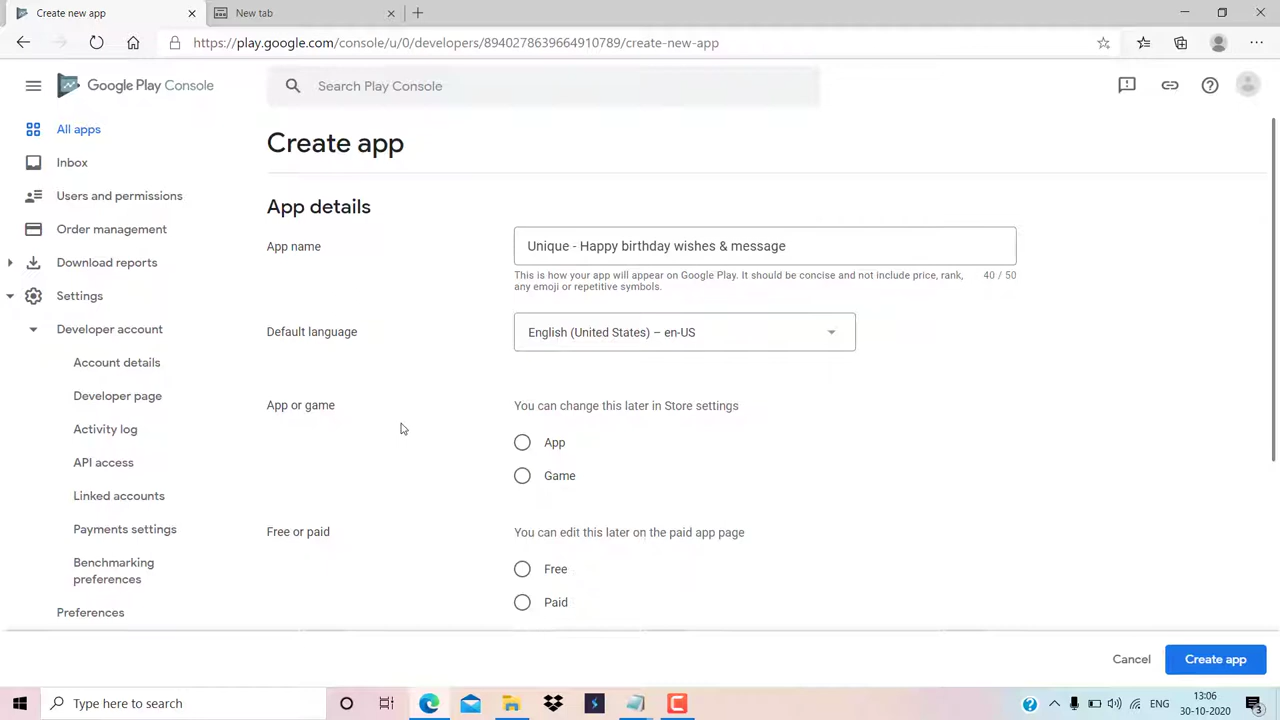 Create new app
New tab
https://play.google.com/console/u/0/developers/8940278639664910789/create-new-app
Google Play Console
Search Play Console
All apps
Inbox
Users and permissions
Order management
Download reports
Settings
Developer account
Account details
Developer page
Activity log
API access
Linked accounts
Payments settings
Benchmarking
preferences
Preferences
Create app
App details
App name
Unique - Happy birthday wishes & message
This is how your app will appear on Google Play. It should be concise and not include price, rank,
any emoji or repetitive symbols.
40 / 50
Default language
English (United States) – en-US
App or game
You can change this later in Store settings
App
Game
Free or paid
You can edit this later on the paid app page
Free
Paid
Cancel
Create app
Type here to search
ENG
13:06
30-10-2020
3